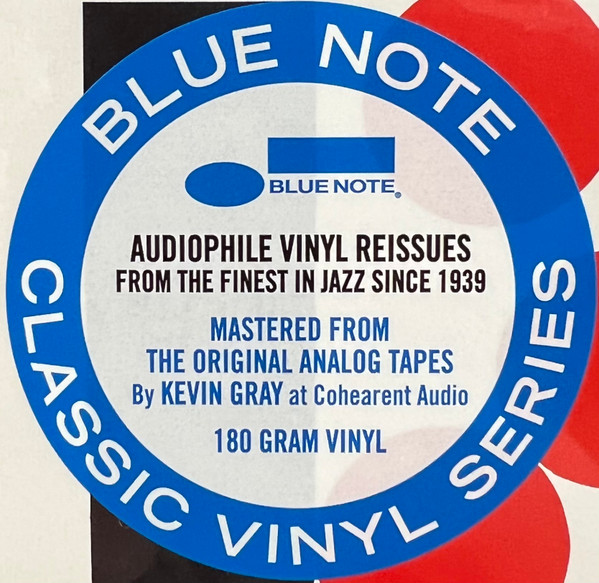 BLUE NOTE
BLUE NOTE®
AUDIOPHILE VINYL REISSUES
FROM THE FINEST IN JAZZ SINCE 1939
MASTERED FROM
THE ORIGINAL ANALOG TAPES
By KEVIN GRAY at Cohearent Audio
180 GRAM VINYL
CLASSIC VINYL SERIES